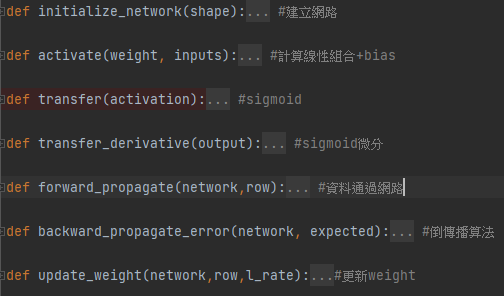 def initialize_network(shape):... #建立網路
def activate(weight, inputs):... #計算線性組合+bias
def transfer(activation):... #sigmoid
def transfer_derivative(output):... #sigmoid微分
def forward_propagate(network,row):... #資料通過網路
def backward_propagate_error(network, expected):... #倒傳播算法
def update_weight(network,row,l_rate):...#更新weight